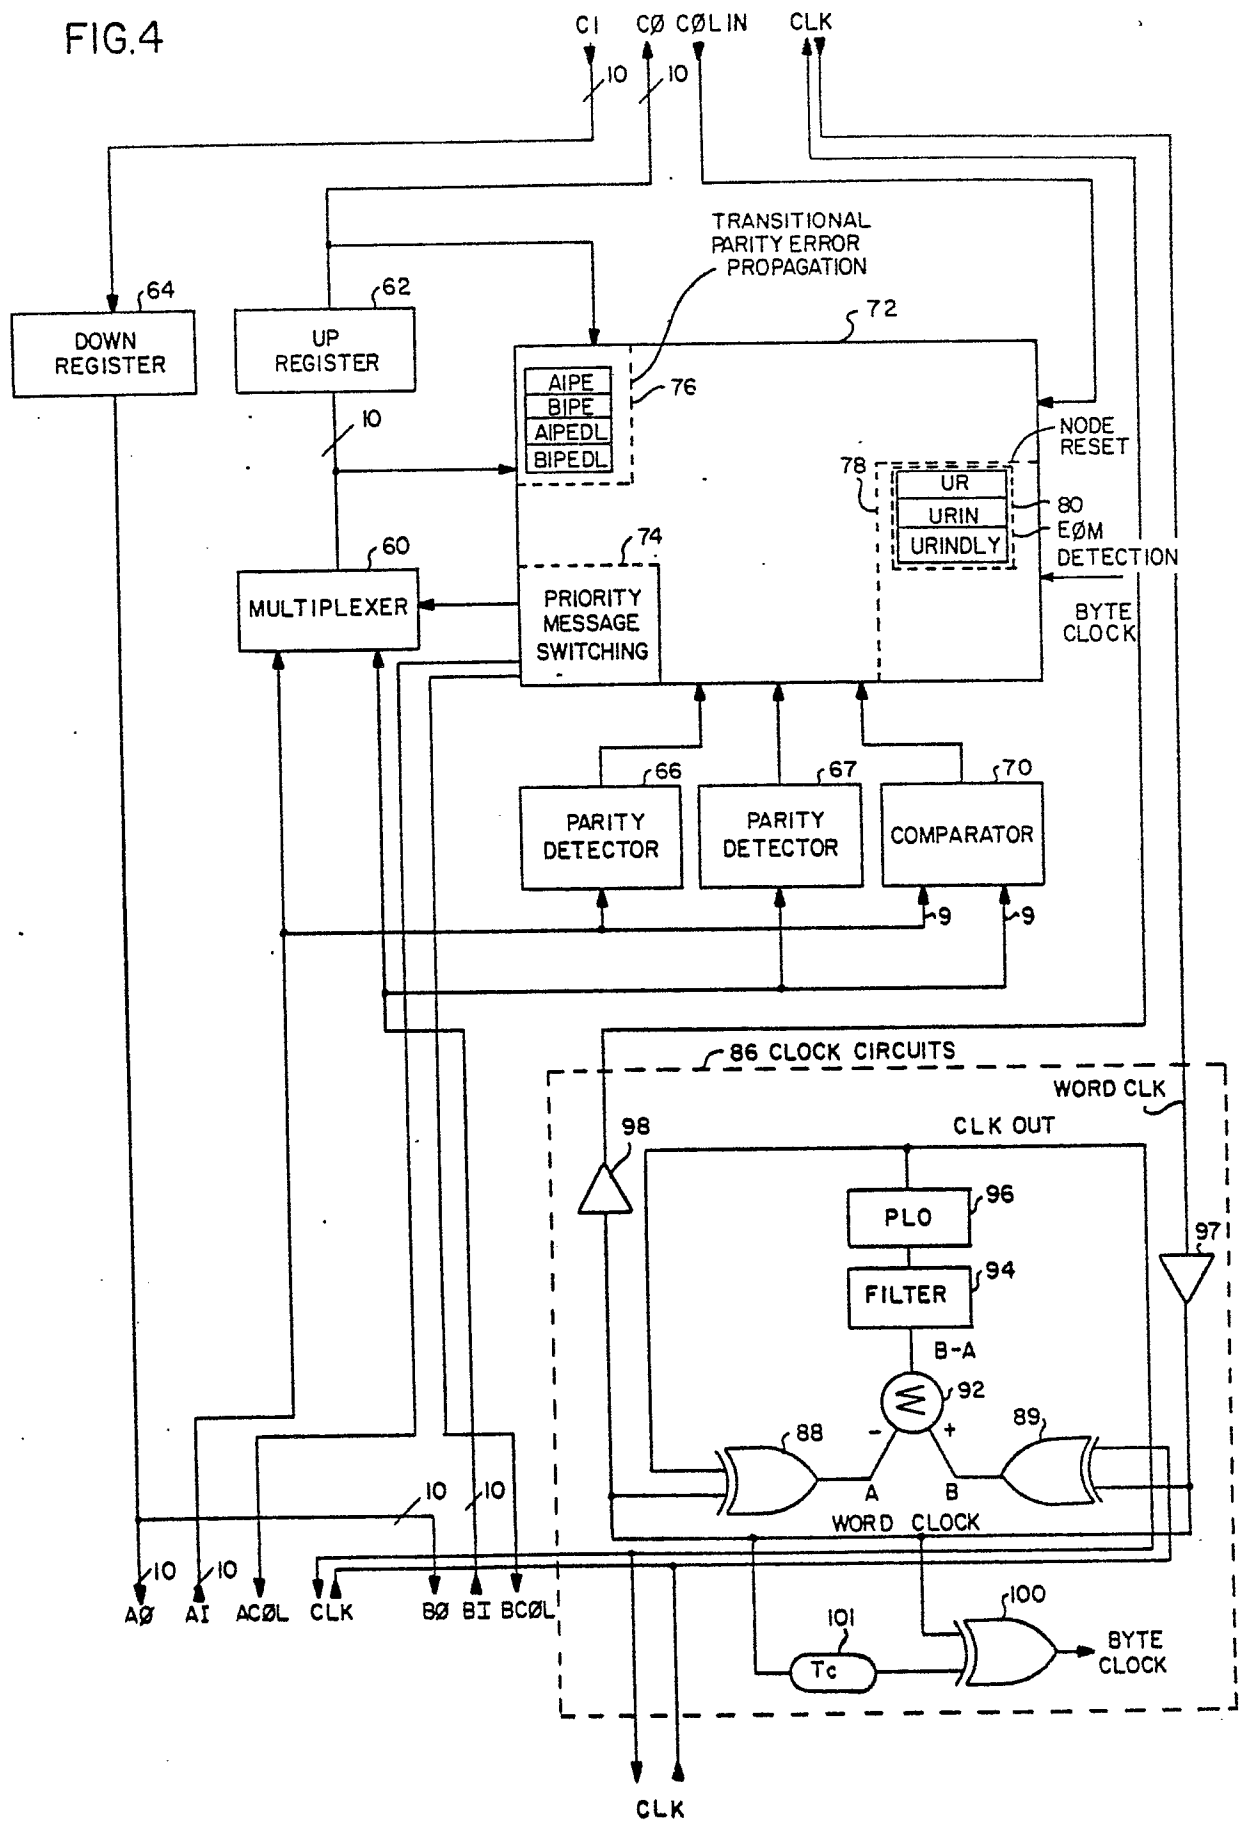 FIG.4
CI
CØ
CØLIN
CLK
10
10
TRANSITIONAL
PARITY ERROR
PROPAGATION
64
62
72
DOWN
REGISTER
UP
REGISTER
AIPE
BIPE
AIPEDL
BIPEDL
76
10
NODE
RESET
78
UR
URIN
URINDLY
80
EØM
DETECTION
74
60
MULTIPLEXER
PRIORITY
MESSAGE
SWITCHING
BYTE
CLOCK
66
67
70
PARITY
DETECTOR
PARITY
DETECTOR
COMPARATOR
9
9
86 CLOCK CIRCUITS
WORD CLK
98
CLK OUT
96
PLO
97
94
FILTER
B-A
92
88
89
-
+
A
B
10
10
WORD CLOCK
10
10
AØ
AI
ACØL
CLK
BØ
BI
BCØL
100
101
Tc
BYTE
CLOCK
CLK